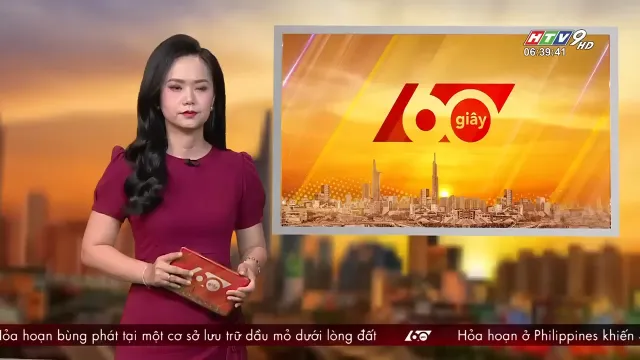 HTV9 HD
06:39:41
60 giây
60
Hỏa hoạn bùng phát tại một cơ sở lưu trữ dầu mỏ dưới lòng đất 60 Hỏa hoạn ở Philippines khiến